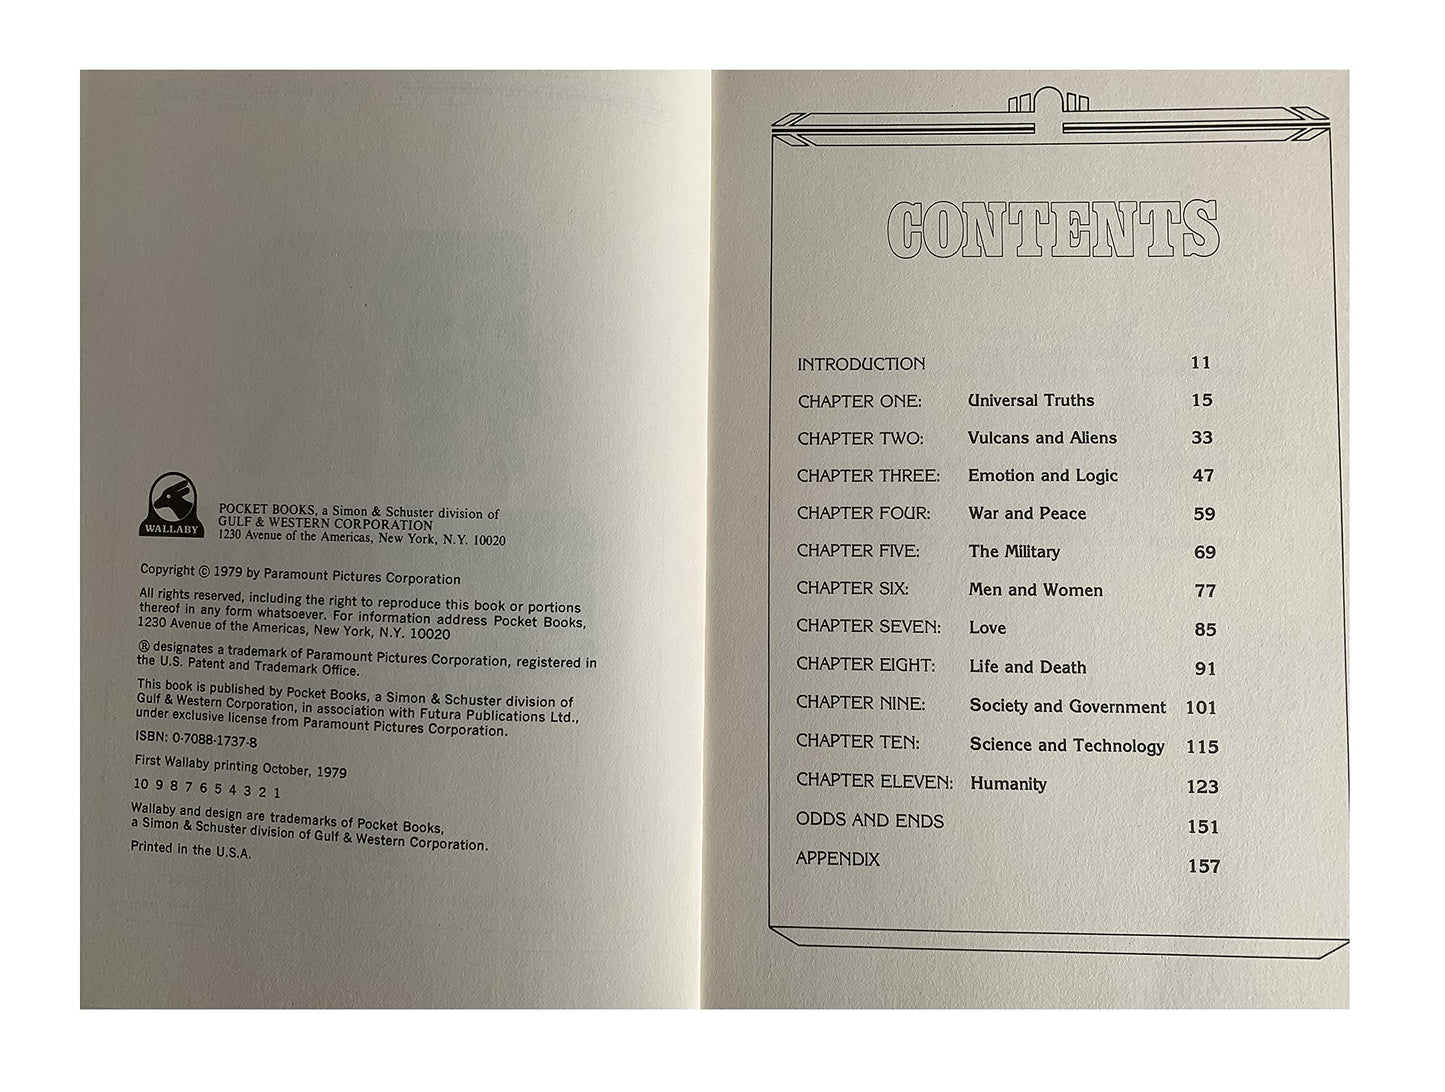 WALLABY
POCKET BOOKS, a Simon & Schuster division of
GULF & WESTERN CORPORATION
1230 Avenue of the Americas, New York, N.Y. 10020
Copyright © 1979 by Paramount Pictures Corporation
All rights reserved, including the right to reproduce this book or portions
thereof in any form whatsoever. For information address Pocket Books,
1230 Avenue of the Americas, New York, N.Y. 10020
® designates a trademark of Paramount Pictures Corporation, registered in
the U.S. Patent and Trademark Office.
This book is published by Pocket Books, a Simon & Schuster division of
Gulf & Western Corporation, in association with Futura Publications Ltd.,
under exclusive license from Paramount Pictures Corporation.
ISBN: 0-7088-1737-8
First Wallaby printing October, 1979
10 9 8 7 6 5 4 3 2 1
Wallaby and design are trademarks of Pocket Books,
a Simon & Schuster division of Gulf & Western Corporation.
Printed in the U.S.A.
CONTENTS
INTRODUCTION 11
CHAPTER ONE: Universal Truths 15
CHAPTER TWO: Vulcans and Aliens 33
CHAPTER THREE: Emotion and Logic 47
CHAPTER FOUR: War and Peace 59
CHAPTER FIVE: The Military 69
CHAPTER SIX: Men and Women 77
CHAPTER SEVEN: Love 85
CHAPTER EIGHT: Life and Death 91
CHAPTER NINE: Society and Government 101
CHAPTER TEN: Science and Technology 115
CHAPTER ELEVEN: Humanity 123
ODDS AND ENDS 151
APPENDIX 157